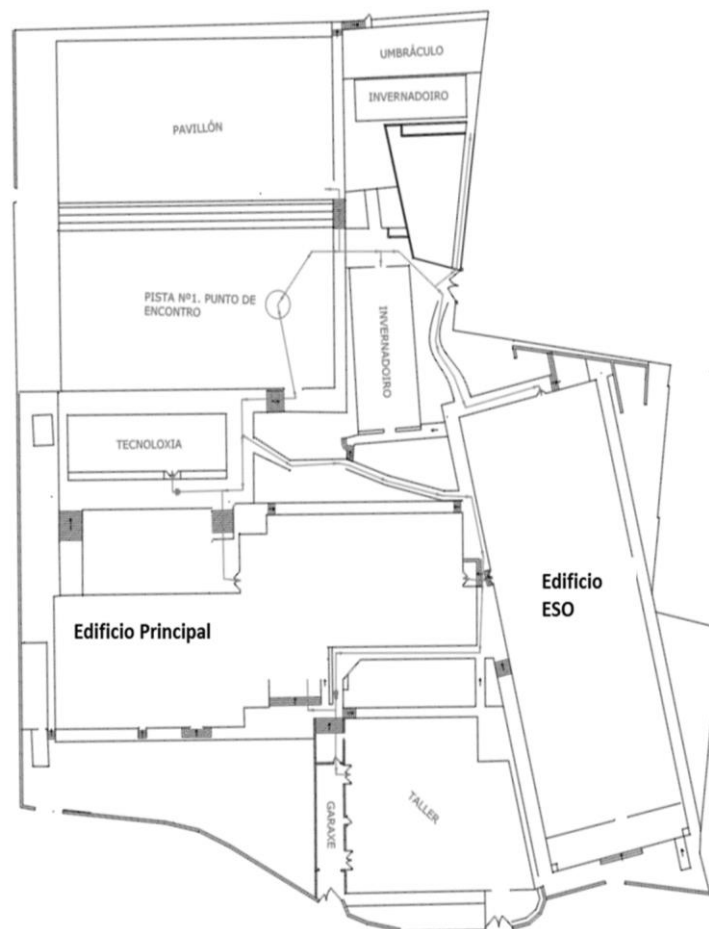 UMBRÁCULO
INVERNADOIRO
PAVILLÓN
PISTA Nº1. PUNTO DE
ENCONTRO
INVERNADOIRO
TECNOLOXIA
Edificio Principal
Edificio
ESO
TALLER
GARAXE